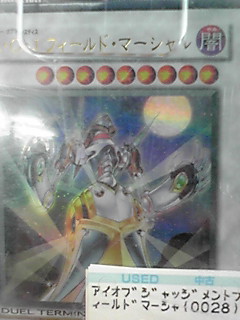 フィールド・マーシャル
闇
DUEL TERMIN
USED 中古
アイオブジャッジメントフ
ィールドマーシャ(0028)